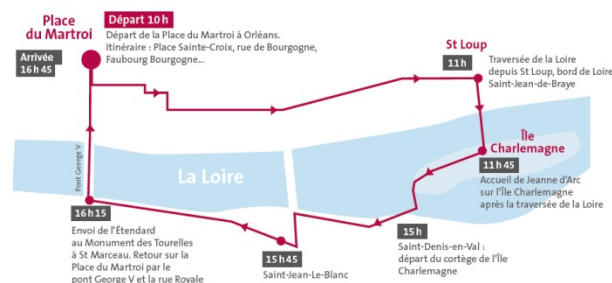 Place
du Martroi
Départ 10 h
Départ de la Place du Martroi à Orléans.
Itinéraire : Place Sainte-Croix, rue de Bourgogne,
Faubourg Bourgogne...
Arrivée
16 h 45
St Loup
11 h
Traversée de la Loire
depuis St Loup, bord de Loire
Saint-Jean-de-Braye
Île
Charlemagne
11 h 45
Accueil de Jeanne d'Arc
sur l'Île Charlemagne
après la traversée de la Loire
La Loire
Pont George V
16 h 15
Envoi de l'Étendard
au Monument des Tourelles
à St Marceau. Retour sur la
Place du Martroi par le
pont George V et la rue Royale
15 h 45
Saint-Jean-Le-Blanc
15 h
Saint-Denis-en-Val :
départ du cortège de l'Île
Charlemagne